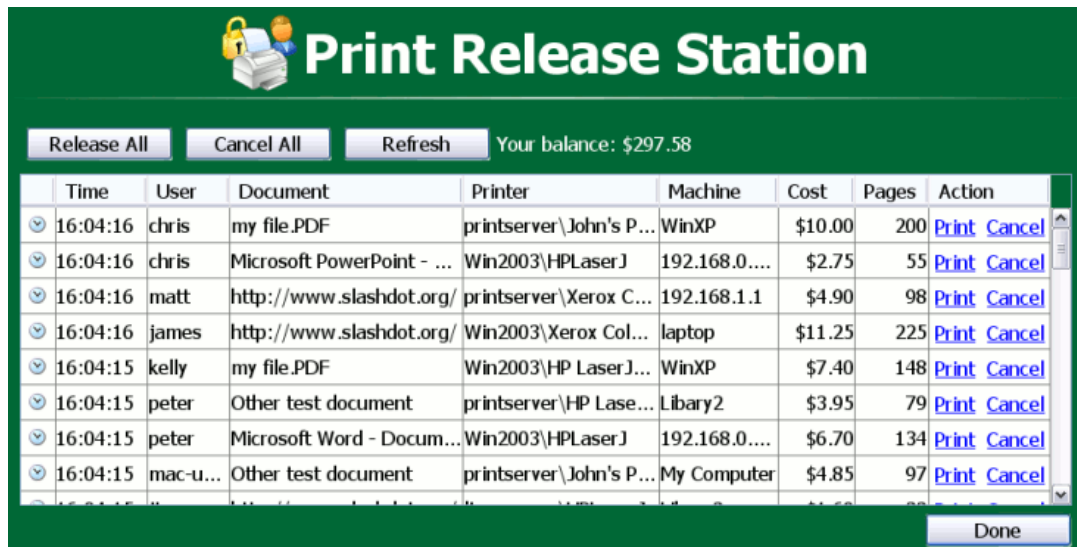 Print Release Station
Release All Cancel All Refresh Your balance: $297.58
Time User Document Printer Machine Cost Pages Action
16:04:16 chris my file.PDF printserver\John's P... WinXP $10.00 200 Print Cancel
16:04:16 chris Microsoft PowerPoint - ... Win2003\HPLaserJ 192.168.0.... $2.75 55 Print Cancel
16:04:16 matt http://www.slashdot.org/ printserver\Xerox C... 192.168.1.1 $4.90 98 Print Cancel
16:04:16 james http://www.slashdot.org/ Win2003\Xerox Col... laptop $11.25 225 Print Cancel
16:04:15 kelly my file.PDF Win2003\HP LaserJ... WinXP $7.40 148 Print Cancel
16:04:15 peter Other test document printserver\HP Lase... Libary2 $3.95 79 Print Cancel
16:04:15 peter Microsoft Word - Docum... Win2003\HPLaserJ 192.168.0.... $6.70 134 Print Cancel
16:04:15 mac-u... Other test document printserver\John's P... My Computer $4.85 97 Print Cancel
Done